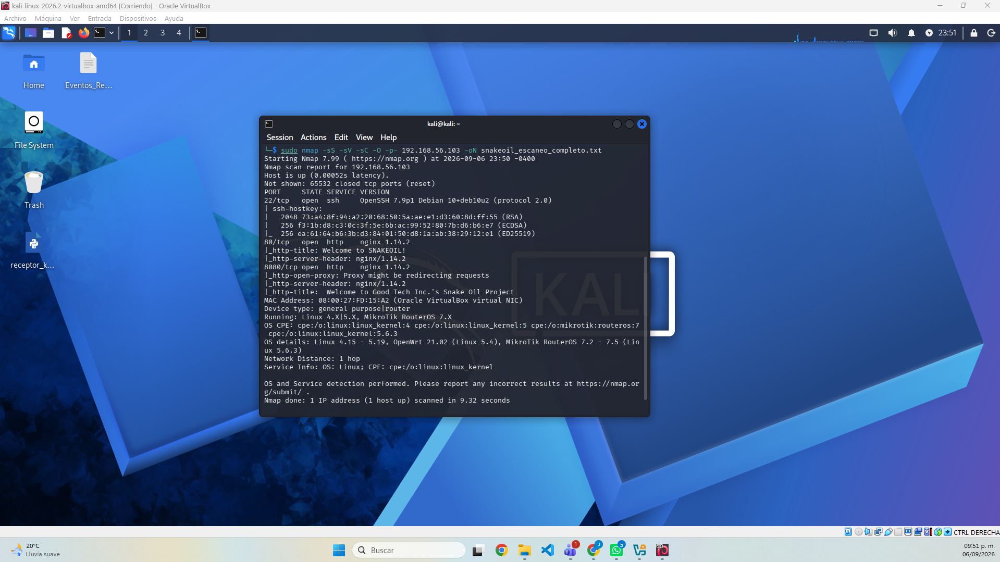 kali-linux-2026.2-virtualbox-amd64 [Corriendo] - Oracle VirtualBox
Archivo Máquina Ver Entrada Dispositivos Ayuda
1 2 3 4 23:51
Home
Eventos_Re...
File System
Trash
receptor_k...
kali@kali: ~
Session Actions Edit View Help
└─$ sudo nmap -sS -sV -sC -O -p- 192.168.56.103 -oN snakeoil_escaneo_completo.txt
Starting Nmap 7.99 ( https://nmap.org ) at 2026-09-06 23:50 -0400
Nmap scan report for 192.168.56.103
Host is up (0.00052s latency).
Not shown: 65532 closed tcp ports (reset)
PORT     STATE SERVICE VERSION
22/tcp   open  ssh     OpenSSH 7.9p1 Debian 10+deb10u2 (protocol 2.0)
| ssh-hostkey:
|   2048 73:a4:8f:94:a2:20:68:50:5a:ae:e1:d3:60:8d:ff:55 (RSA)
|   256 f3:1b:d8:c3:0c:3f:5e:6b:ac:99:52:80:7b:d6:b6:e7 (ECDSA)
|_  256 ea:61:64:b6:3b:d3:84:01:50:d8:1a:ab:38:29:12:e1 (ED25519)
80/tcp   open  http    nginx 1.14.2
|_http-title: Welcome to SNAKEOIL!
|_http-server-header: nginx/1.14.2
8080/tcp open  http    nginx 1.14.2
|_http-open-proxy: Proxy might be redirecting requests
|_http-server-header: nginx/1.14.2
|_http-title:  Welcome to Good Tech Inc.'s Snake Oil Project
MAC Address: 08:00:27:FD:15:A2 (Oracle VirtualBox virtual NIC)
Device type: general purpose|router
Running: Linux 4.X|5.X, MikroTik RouterOS 7.X
OS CPE: cpe:/o:linux:linux_kernel:4 cpe:/o:linux:linux_kernel:5 cpe:/o:mikrotik:routeros:7
 cpe:/o:linux:linux_kernel:5.6.3
OS details: Linux 4.15 - 5.19, OpenWrt 21.02 (Linux 5.4), MikroTik RouterOS 7.2 - 7.5 (Lin
ux 5.6.3)
Network Distance: 1 hop
Service Info: OS: Linux; CPE: cpe:/o:linux:linux_kernel
OS and Service detection performed. Please report any incorrect results at https://nmap.or
g/submit/ .
Nmap done: 1 IP address (1 host up) scanned in 9.32 seconds
KALI
CTRL DERECHA
20°C
Lluvia suave
Buscar
1
J
5
09:51 p. m.
06/09/2026